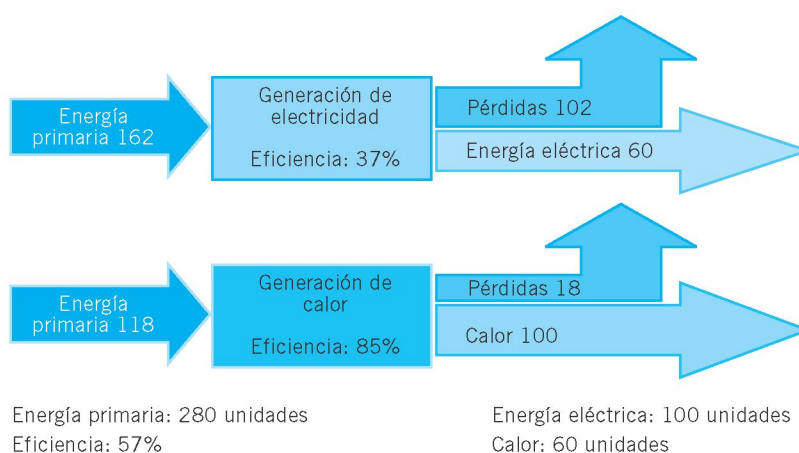 Energía
primaria 162
Generación de
electricidad
Eficiencia: 37%
Pérdidas 102
Energía eléctrica 60
Energía
primaria 118
Generación de
calor
Eficiencia: 85%
Pérdidas 18
Calor 100
Energía primaria: 280 unidades
Eficiencia: 57%
Energía eléctrica: 100 unidades
Calor: 60 unidades